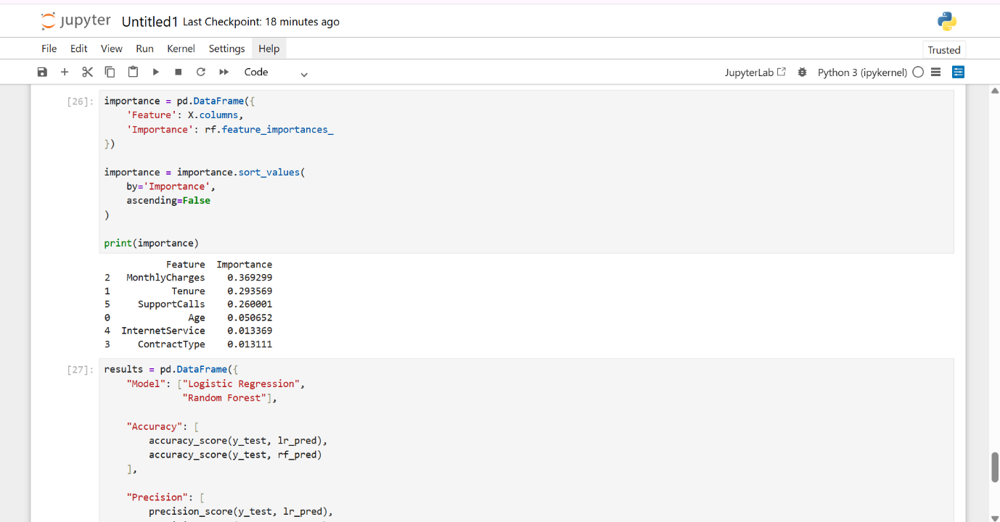 jupyter Untitled1 Last Checkpoint: 18 minutes ago
File Edit View Run Kernel Settings Help
Trusted
Code
JupyterLab Python 3 (ipykernel)
[26]: importance = pd.DataFrame({
'Feature': X.columns,
'Importance': rf.feature_importances_
})
importance = importance.sort_values(
by='Importance',
ascending=False
)
print(importance)
Feature Importance
2 MonthlyCharges 0.369299
1 Tenure 0.293569
5 SupportCalls 0.260001
0 Age 0.050652
4 InternetService 0.013369
3 ContractType 0.013111
[27]: results = pd.DataFrame({
"Model": ["Logistic Regression",
"Random Forest"],
"Accuracy": [
accuracy_score(y_test, lr_pred),
accuracy_score(y_test, rf_pred)
],
"Precision": [
precision_score(y_test, lr_pred),